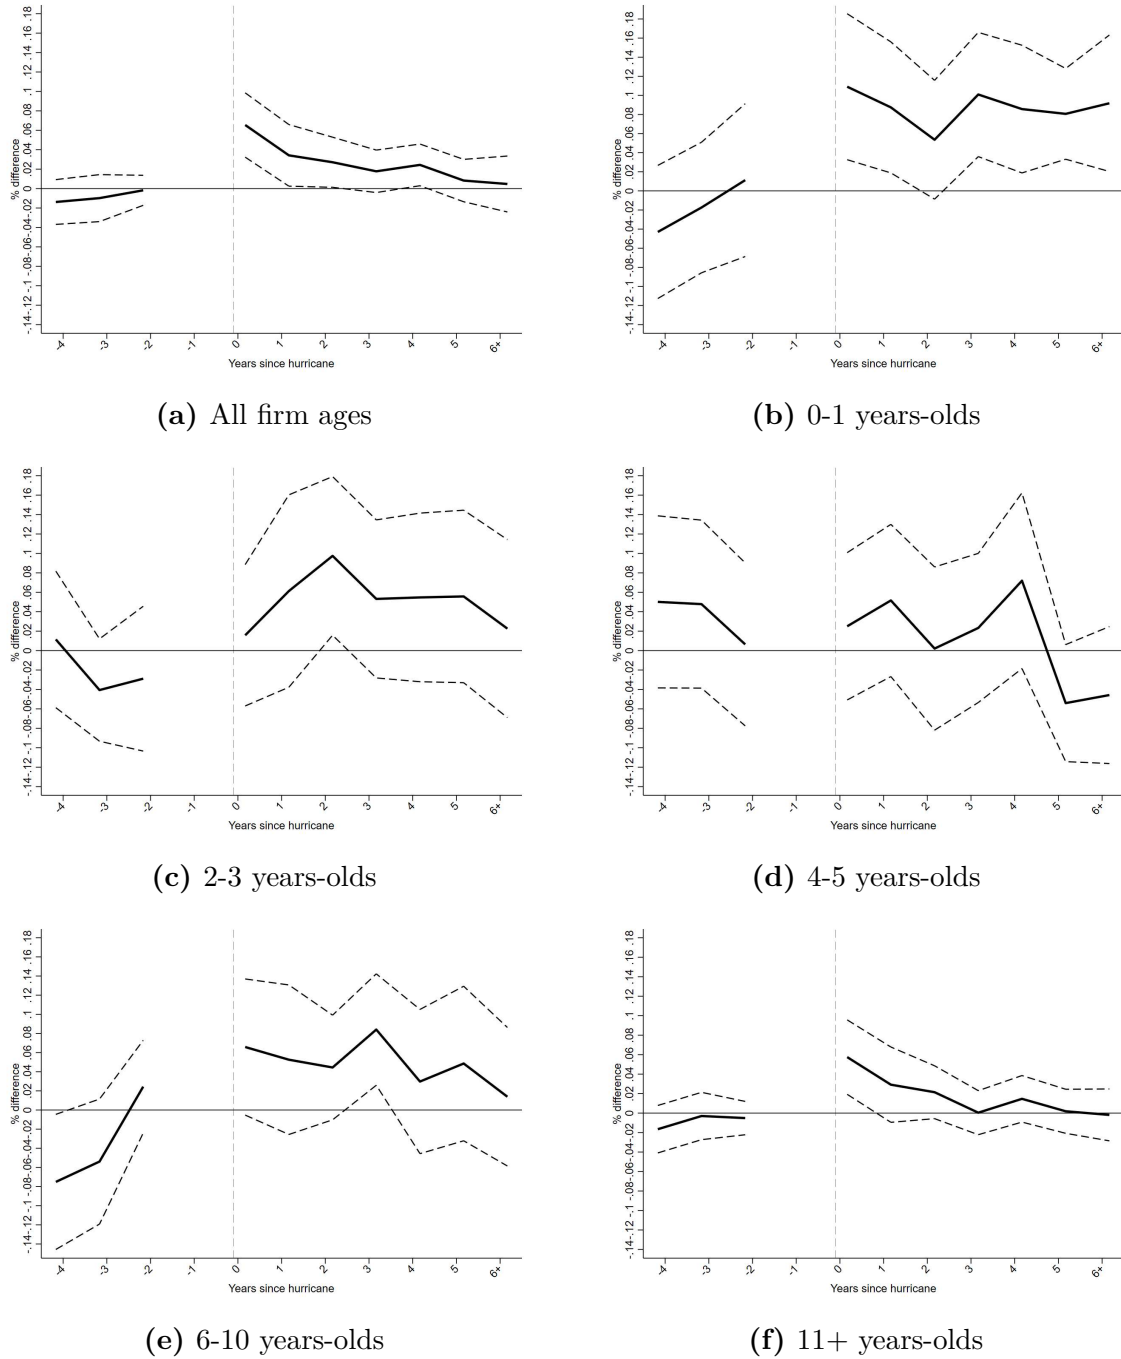 % difference
-.14-.12 -.1 -.08-.06-.04-.02 0 .02 .04 .06 .08 .1 .12 .14 .16 .18
-4 -3 -2 -1 0 1 2 3 4 5 6+
Years since hurricane
(a) All firm ages
% difference
-.14-.12 -.1 -.08-.06-.04-.02 0 .02 .04 .06 .08 .1 .12 .14 .16 .18
-4 -3 -2 -1 0 1 2 3 4 5 6+
Years since hurricane
(b) 0-1 years-olds
% difference
-.14-.12 -.1 -.08-.06-.04-.02 0 .02 .04 .06 .08 .1 .12 .14 .16 .18
-4 -3 -2 -1 0 1 2 3 4 5 6+
Years since hurricane
(c) 2-3 years-olds
% difference
-.14-.12 -.1 -.08-.06-.04-.02 0 .02 .04 .06 .08 .1 .12 .14 .16 .18
-4 -3 -2 -1 0 1 2 3 4 5 6+
Years since hurricane
(d) 4-5 years-olds
% difference
-.14-.12 -.1 -.08-.06-.04-.02 0 .02 .04 .06 .08 .1 .12 .14 .16 .18
-4 -3 -2 -1 0 1 2 3 4 5 6+
Years since hurricane
(e) 6-10 years-olds
% difference
-.14-.12 -.1 -.08-.06-.04-.02 0 .02 .04 .06 .08 .1 .12 .14 .16 .18
-4 -3 -2 -1 0 1 2 3 4 5 6+
Years since hurricane
(f) 11+ years-olds